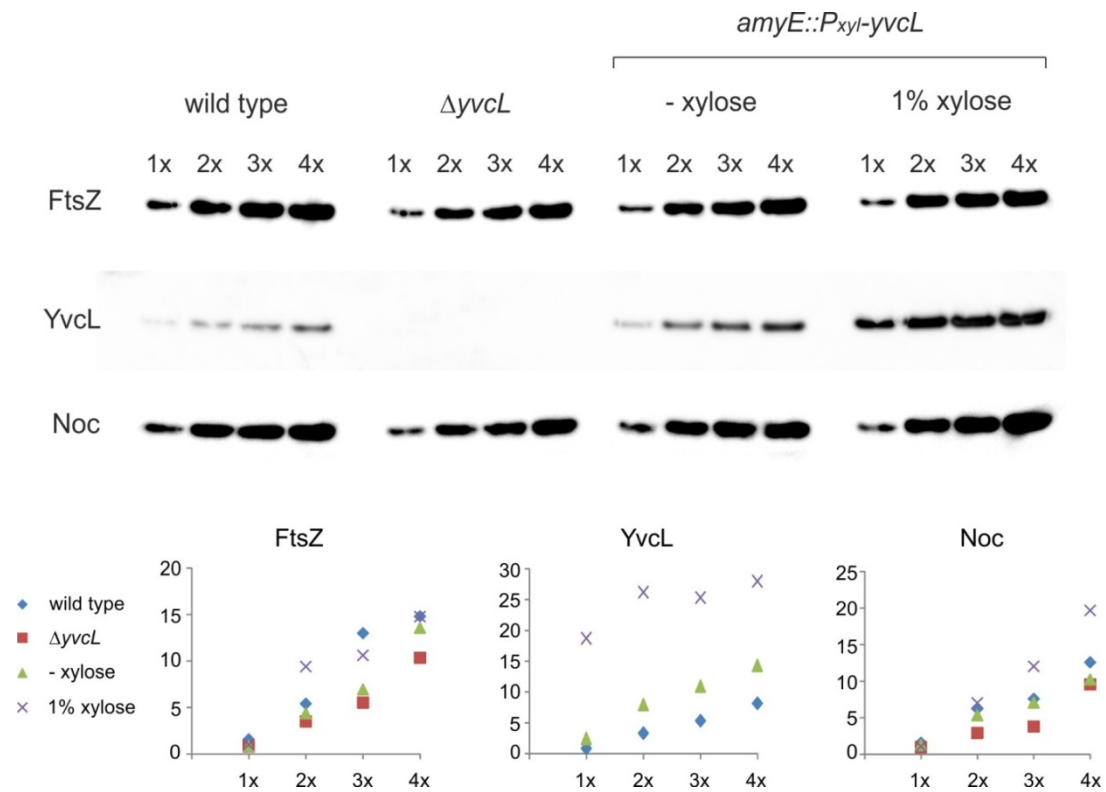 amyE::Pxyl-yvcL
wild type ΔyvcL - xylose 1% xylose
1x 2x 3x 4x 1x 2x 3x 4x 1x 2x 3x 4x 1x 2x 3x 4x
FtsZ
YvcL
Noc
FtsZ YvcL Noc
wild type
ΔyvcL
- xylose
1% xylose
20
15
10
5
0
1x 2x 3x 4x
30
25
20
15
10
5
0
1x 2x 3x 4x
25
20
15
10
5
0
1x 2x 3x 4x